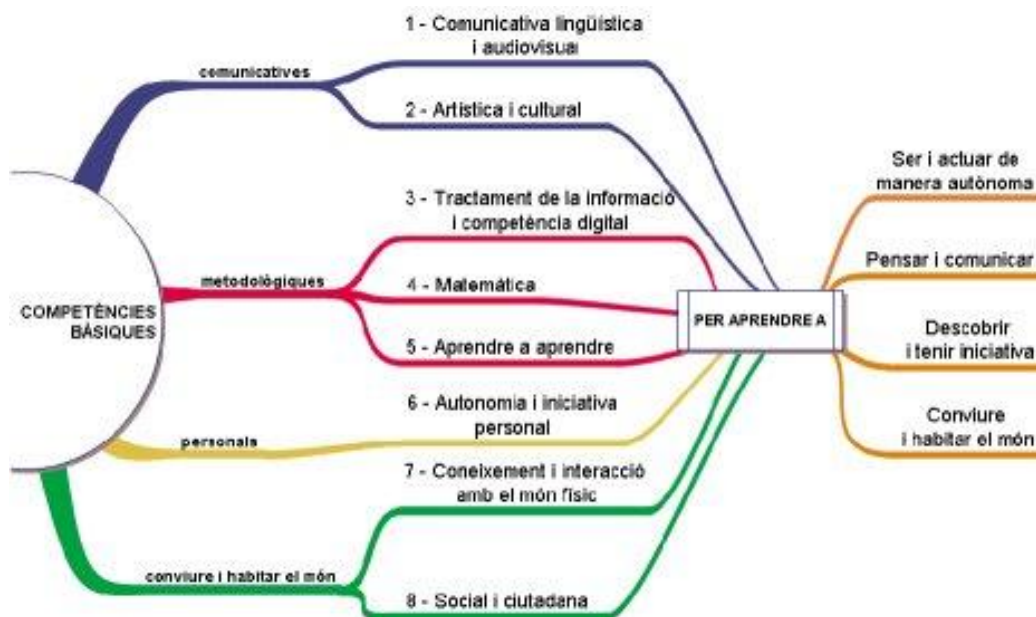 COMPETÈNCIES
BÀSIQUES
comunicatives
1 - Comunicativa lingüística
i audiovisual
2 - Artística i cultural
metodològiques
3 - Tractament de la informació
i competència digital
4 - Matemàtica
5 - Aprendre a aprendre
personals
6 - Autonomia i iniciativa
personal
conviure i habitar el món
7 - Coneixement i interacció
amb el món físic
8 - Social i ciutadana
PER APRENDRE A
Ser i actuar de
manera autònoma
Pensar i comunicar
Descobrir
i tenir iniciativa
Conviure
i habitar el món